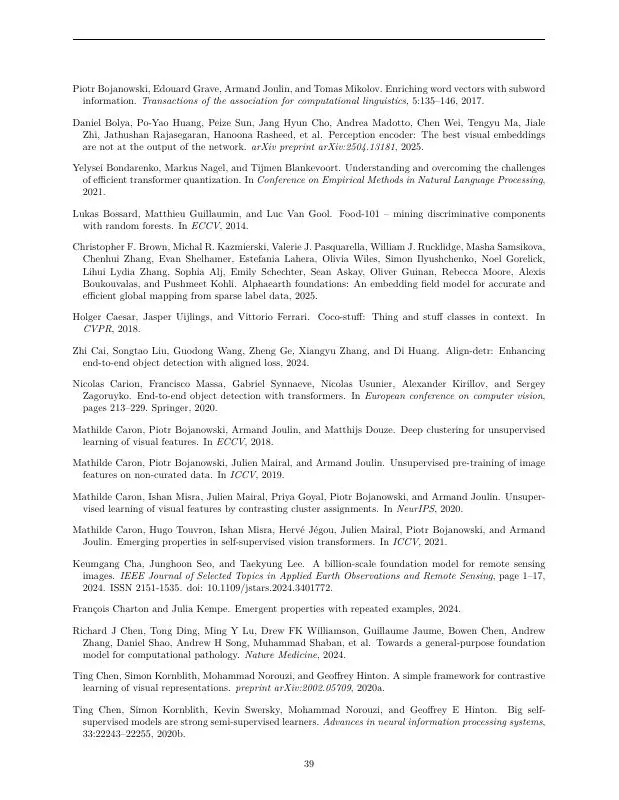 Piotr Bojanowski, Edouard Grave, Armand Joulin, and Tomas Mikolov. Enriching word vectors with subword
information. Transactions of the association for computational linguistics, 5:135–146, 2017.
Daniel Bolya, Po-Yao Huang, Peize Sun, Jang Hyun Cho, Andrea Madotto, Chen Wei, Tengyu Ma, Jiale
Zhi, Jathushan Rajasegaran, Hanoona Rasheed, et al. Perception encoder: The best visual embeddings
are not at the output of the network. arXiv preprint arXiv:2504.13181, 2025.
Yelysei Bondarenko, Markus Nagel, and Tijmen Blankevoort. Understanding and overcoming the challenges
of efficient transformer quantization. In Conference on Empirical Methods in Natural Language Processing,
2021.
Lukas Bossard, Matthieu Guillaumin, and Luc Van Gool. Food-101 – mining discriminative components
with random forests. In ECCV, 2014.
Christopher F. Brown, Michal R. Kazmierski, Valerie J. Pasquarella, William J. Rucklidge, Masha Samsikova,
Chenhui Zhang, Evan Shelhamer, Estefania Lahera, Olivia Wiles, Simon Ilyushchenko, Noel Gorelick,
Lihui Lydia Zhang, Sophia Alj, Emily Schechter, Sean Askay, Oliver Guinan, Rebecca Moore, Alexis
Boukouvalas, and Pushmeet Kohli. Alphaearth foundations: An embedding field model for accurate and
efficient global mapping from sparse label data, 2025.
Holger Caesar, Jasper Uijlings, and Vittorio Ferrari. Coco-stuff: Thing and stuff classes in context. In
CVPR, 2018.
Zhi Cai, Songtao Liu, Guodong Wang, Zheng Ge, Xiangyu Zhang, and Di Huang. Align-detr: Enhancing
end-to-end object detection with aligned loss, 2024.
Nicolas Carion, Francisco Massa, Gabriel Synnaeve, Nicolas Usunier, Alexander Kirillov, and Sergey
Zagoruyko. End-to-end object detection with transformers. In European conference on computer vision,
pages 213–229. Springer, 2020.
Mathilde Caron, Piotr Bojanowski, Armand Joulin, and Matthijs Douze. Deep clustering for unsupervised
learning of visual features. In ECCV, 2018.
Mathilde Caron, Piotr Bojanowski, Julien Mairal, and Armand Joulin. Unsupervised pre-training of image
features on non-curated data. In ICCV, 2019.
Mathilde Caron, Ishan Misra, Julien Mairal, Priya Goyal, Piotr Bojanowski, and Armand Joulin. Unsuper-
vised learning of visual features by contrasting cluster assignments. In NeurIPS, 2020.
Mathilde Caron, Hugo Touvron, Ishan Misra, Hervé Jégou, Julien Mairal, Piotr Bojanowski, and Armand
Joulin. Emerging properties in self-supervised vision transformers. In ICCV, 2021.
Keumgang Cha, Junghoon Seo, and Taekyung Lee. A billion-scale foundation model for remote sensing
images. IEEE Journal of Selected Topics in Applied Earth Observations and Remote Sensing, page 1–17,
2024. ISSN 2151-1535. doi: 10.1109/jstars.2024.3401772.
François Charton and Julia Kempe. Emergent properties with repeated examples, 2024.
Richard J Chen, Tong Ding, Ming Y Lu, Drew FK Williamson, Guillaume Jaume, Bowen Chen, Andrew
Zhang, Daniel Shao, Andrew H Song, Muhammad Shaban, et al. Towards a general-purpose foundation
model for computational pathology. Nature Medicine, 2024.
Ting Chen, Simon Kornblith, Mohammad Norouzi, and Geoffrey Hinton. A simple framework for contrastive
learning of visual representations. preprint arXiv:2002.05709, 2020a.
Ting Chen, Simon Kornblith, Kevin Swersky, Mohammad Norouzi, and Geoffrey E Hinton. Big self-
supervised models are strong semi-supervised learners. Advances in neural information processing systems,
33:22243–22255, 2020b.
39